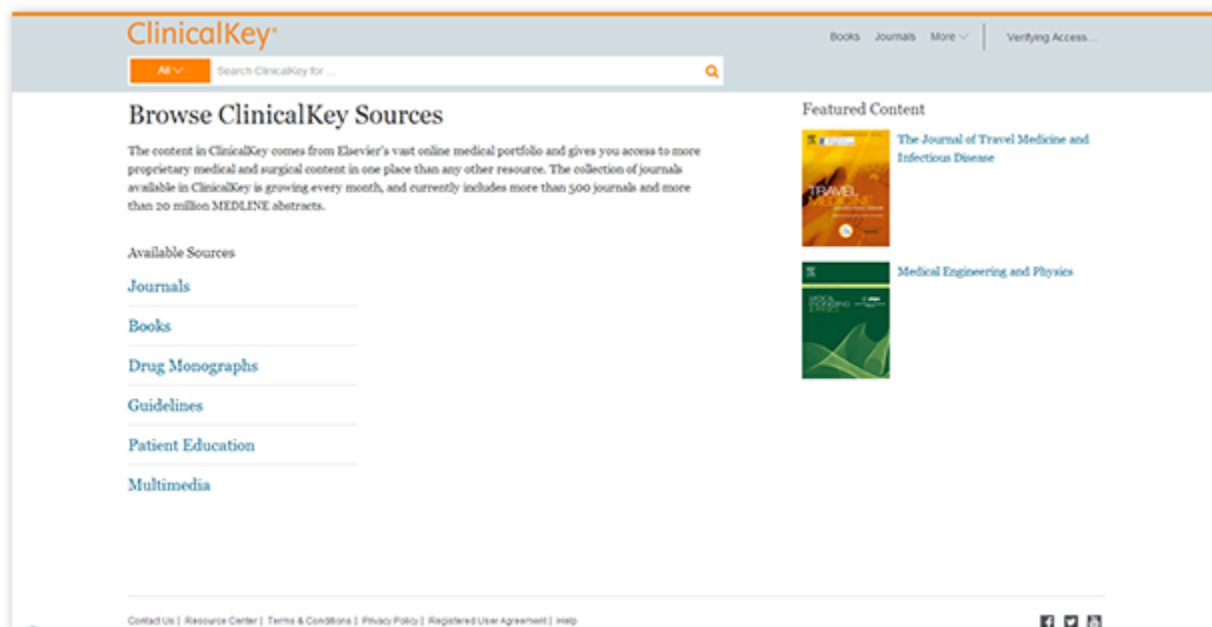 ClinicalKey®
Books Journals More Verifying Access...
All Search ClinicalKey for ...
Browse ClinicalKey Sources
The content in ClinicalKey comes from Elsevier's vast online medical portfolio and gives you access to more
proprietary medical and surgical content in one place than any other resource. The collection of journals
available in ClinicalKey is growing every month, and currently includes more than 500 journals and more
than 20 million MEDLINE abstracts.
Available Sources
Journals
Books
Drug Monographs
Guidelines
Patient Education
Multimedia
Featured Content
TRAVEL
MEDICINE
The Journal of Travel Medicine and
Infectious Disease
MEDICAL
ENGINEERING
& PHYSICS
Medical Engineering and Physics
Contact Us | Resource Center | Terms & Conditions | Privacy Policy | Registered User Agreement | Help